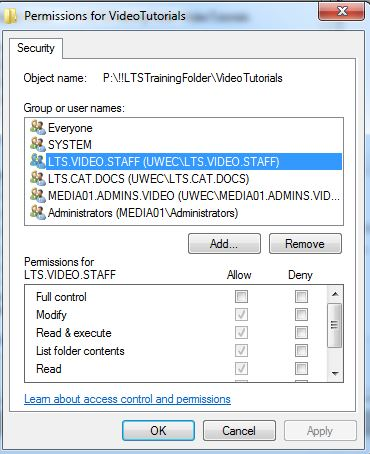 Permissions for VideoTutorials
Security
Object name: P:\!!LTSTrainingFolder\VideoTutorials
Group or user names:
Everyone
SYSTEM
LTS.VIDEO.STAFF (UWEC\LTS.VIDEO.STAFF)
LTS.CAT.DOCS (UWEC\LTS.CAT.DOCS)
MEDIA01.ADMINS.VIDEO (UWEC\MEDIA01.ADMINS.VID...
Administrators (MEDIA01\Administrators)
Add... Remove
Permissions for
LTS.VIDEO.STAFF Allow Deny
Full control
Modify
Read & execute
List folder contents
Read
Learn about access control and permissions
OK Cancel Apply